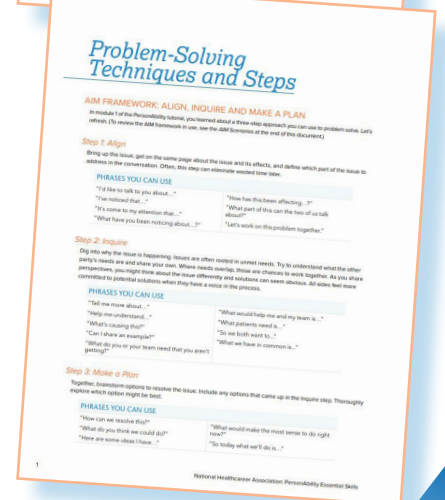 Problem-Solving
Techniques and Steps
AIM FRAMEWORK: ALIGN, INQUIRE AND MAKE A PLAN
In module 1 of the PersonAbility tutorial, you learned about a three-step approach you can use to problem solve. Let's
refresh. (To review the AIM framework in use, see the AIM Scenarios at the end of this document.)
Step 1: Align
Bring up the issue, get on the same page about the issue and its effects, and define which part of the issue to
address in the conversation. Often, this step can eliminate wasted time later.
PHRASES YOU CAN USE
"I'd like to talk to you about..."
"I've noticed that..."
"It's come to my attention that..."
"What have you been noticing about...?"
"How has this been affecting...?"
"What part of this can the two of us talk
about?"
"Let's work on this problem together."
Step 2: Inquire
Dig into why the issue is happening. Issues are often rooted in unmet needs. Try to understand what the other
party's needs are and share your own. Where needs overlap, those are chances to work together. As you share
perspectives, you might think about the issue differently and solutions can seem obvious. All sides feel more
committed to potential solutions when they have a voice in the process.
PHRASES YOU CAN USE
"Tell me more about..."
"Help me understand..."
"What's causing this?"
"Can I share an example?"
"What do you or your team need that you aren't
getting?"
"What would help me and my team is..."
"What patients need is..."
"So we both want to..."
"What we have in common is..."
Step 3: Make a Plan
Together, brainstorm options to resolve the issue. Include any options that came up in the Inquire step. Thoroughly
explore which option might be best.
PHRASES YOU CAN USE
"How can we resolve this?"
"What do you think we could do?"
"Here are some ideas I have..."
"What would make the most sense to do right
now?"
"So today what we'll do is..."
1
National Healthcareer Association: PersonAbility Essential Skills